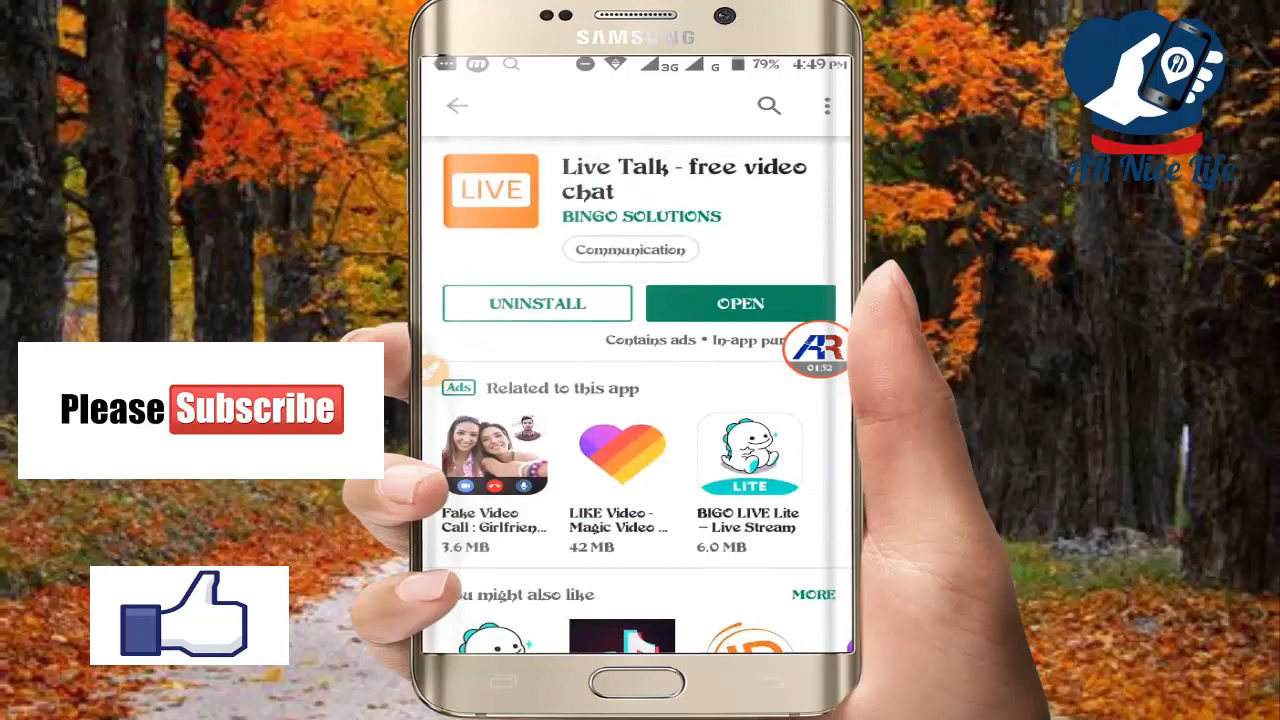 SAMSUNG
3G G 79% 4:49 PM
AR Nice Life
LIVE
Live Talk - free video
chat
BINGO SOLUTIONS
Communication
UNINSTALL
OPEN
Contains ads • In-app pur
AR
01:52
Ads Related to this app
Please Subscribe
LITE
Fake Video
Call : Girlfrien...
3.6 MB
LIKE Video -
Magic Video ...
42 MB
BIGO LIVE Lite
– Live Stream
6.0 MB
u might also like
MORE